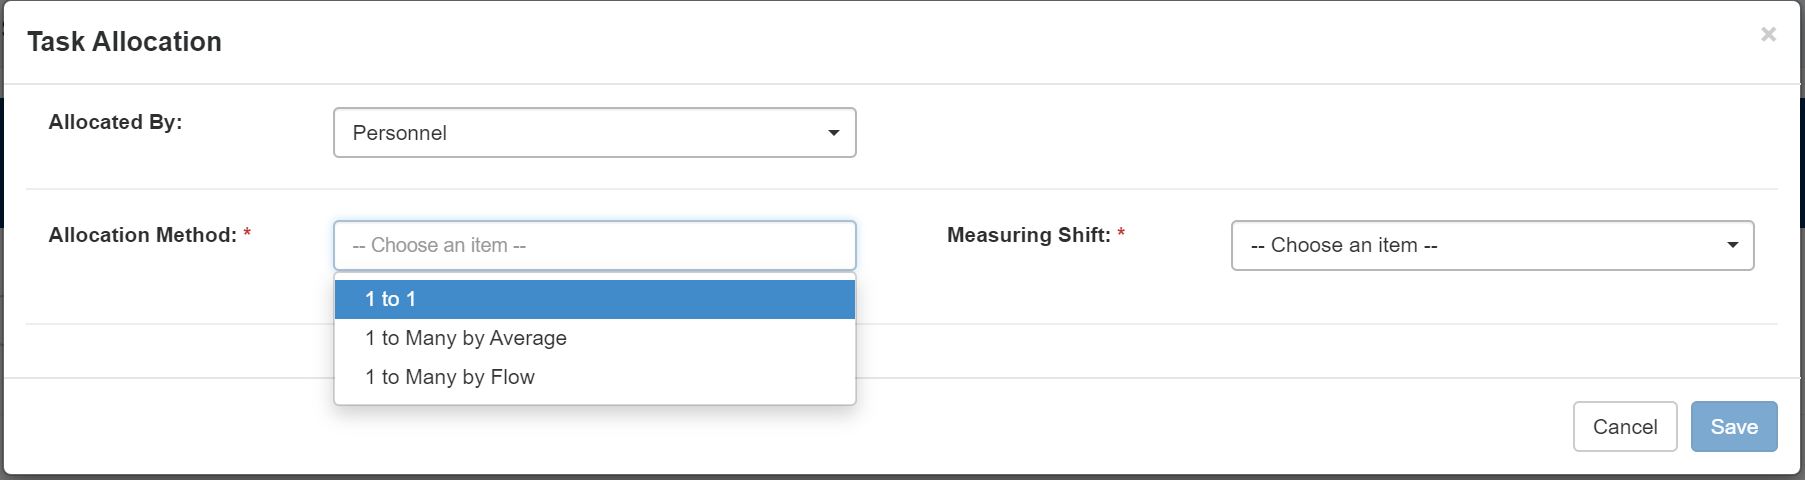 Task Allocation
×
Allocated By:
Personnel
Allocation Method: *
-- Choose an item --
Measuring Shift: *
-- Choose an item --
1 to 1
1 to Many by Average
1 to Many by Flow
Cancel
Save